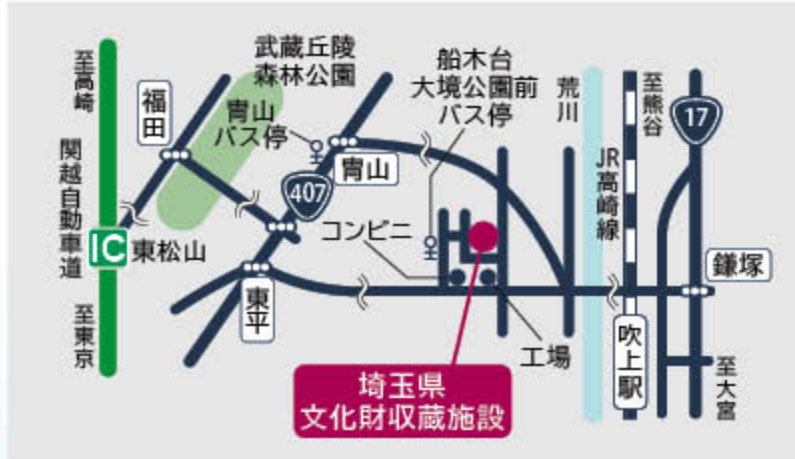 至高崎
関越自動車道
至東京
福田
武蔵丘陵
森林公園
冑山
バス停
船木台
大境公園前
バス停
荒川
至熊谷
17
JR高崎線
冑山
407
コンビニ
IC
東松山
東平
鎌塚
吹上駅
工場
至大宮
埼玉県
文化財収蔵施設